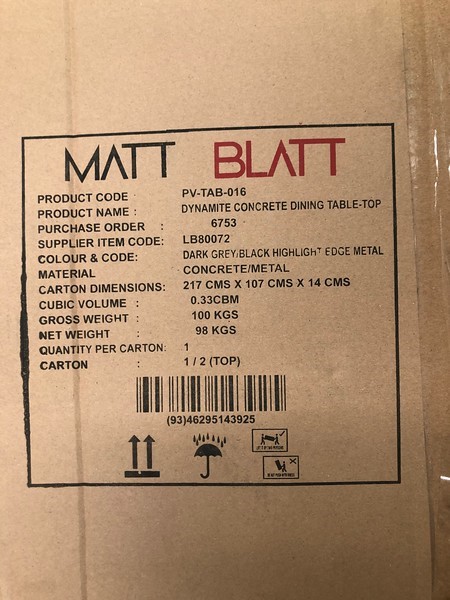 MATT BLATT
PRODUCT CODE PV-TAB-016
PRODUCT NAME : DYNAMITE CONCRETE DINING TABLE-TOP
PURCHASE ORDER : 6753
SUPPLIER ITEM CODE: LB80072
COLOUR & CODE: DARK GREY/BLACK HIGHLIGHT EDGE METAL
MATERIAL CONCRETE/METAL
CARTON DIMENSIONS: 217 CMS X 107 CMS X 14 CMS
CUBIC VOLUME : 0.33CBM
GROSS WEIGHT : 100 KGS
NET WEIGHT : 98 KGS
QUANTITY PER CARTON: 1
CARTON : 1 / 2 (TOP)
(93)46295143925